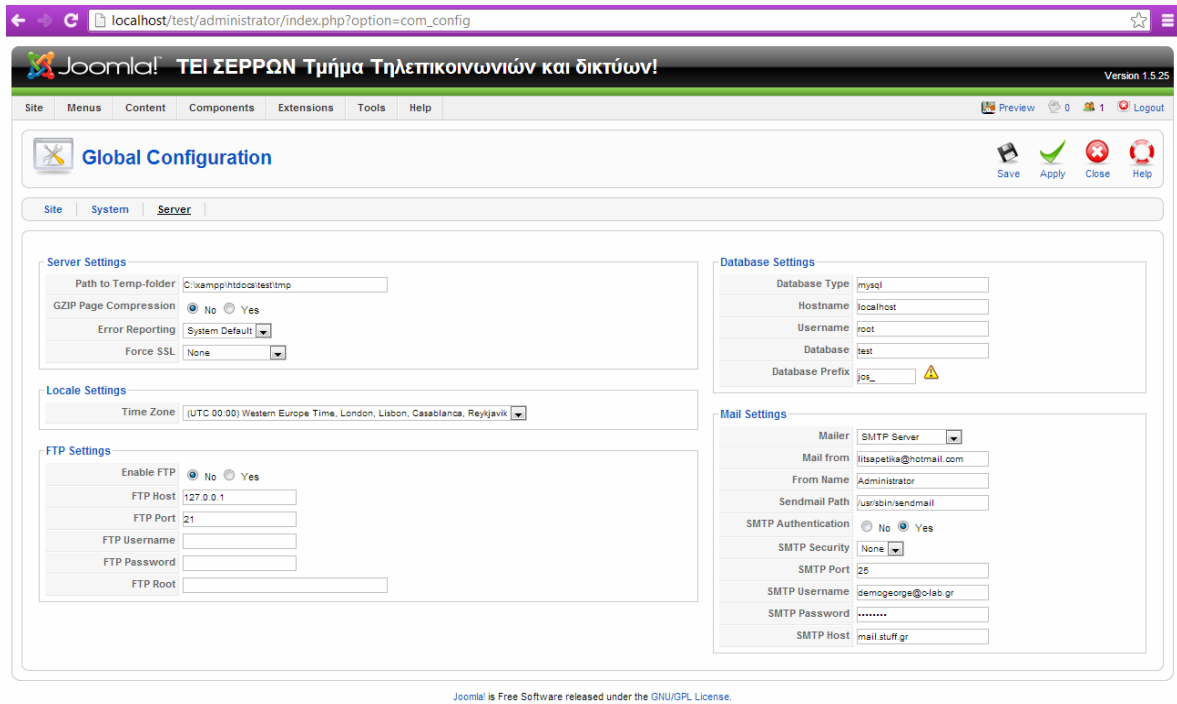 localhost/test/administrator/index.php?option=com_config
Joomla!™ ΤΕΙ ΣΕΡΡΩΝ Τμήμα Τηλεπικοινωνιών και δικτύων!
Version 1.5.25
Site Menus Content Components Extensions Tools Help
Preview 0 1 Logout
Global Configuration
Save Apply Close Help
Site System Server
Server Settings
Path to Temp-folder C:\xampp\htdocs\test\tmp
GZIP Page Compression No Yes
Error Reporting System Default
Force SSL None
Locale Settings
Time Zone (UTC 00:00) Western Europe Time, London, Lisbon, Casablanca, Reykjavik
FTP Settings
Enable FTP No Yes
FTP Host 127.0.0.1
FTP Port 21
FTP Username
FTP Password
FTP Root
Database Settings
Database Type mysql
Hostname localhost
Username root
Database test
Database Prefix jos_
Mail Settings
Mailer SMTP Server
Mail from litsapetika@hotmail.com
From Name Administrator
Sendmail Path /usr/sbin/sendmail
SMTP Authentication No Yes
SMTP Security None
SMTP Port 25
SMTP Username demogeorge@o-lab.gr
SMTP Password ••••••••
SMTP Host mail.stuff.gr
Joomla! is Free Software released under the GNU/GPL License.